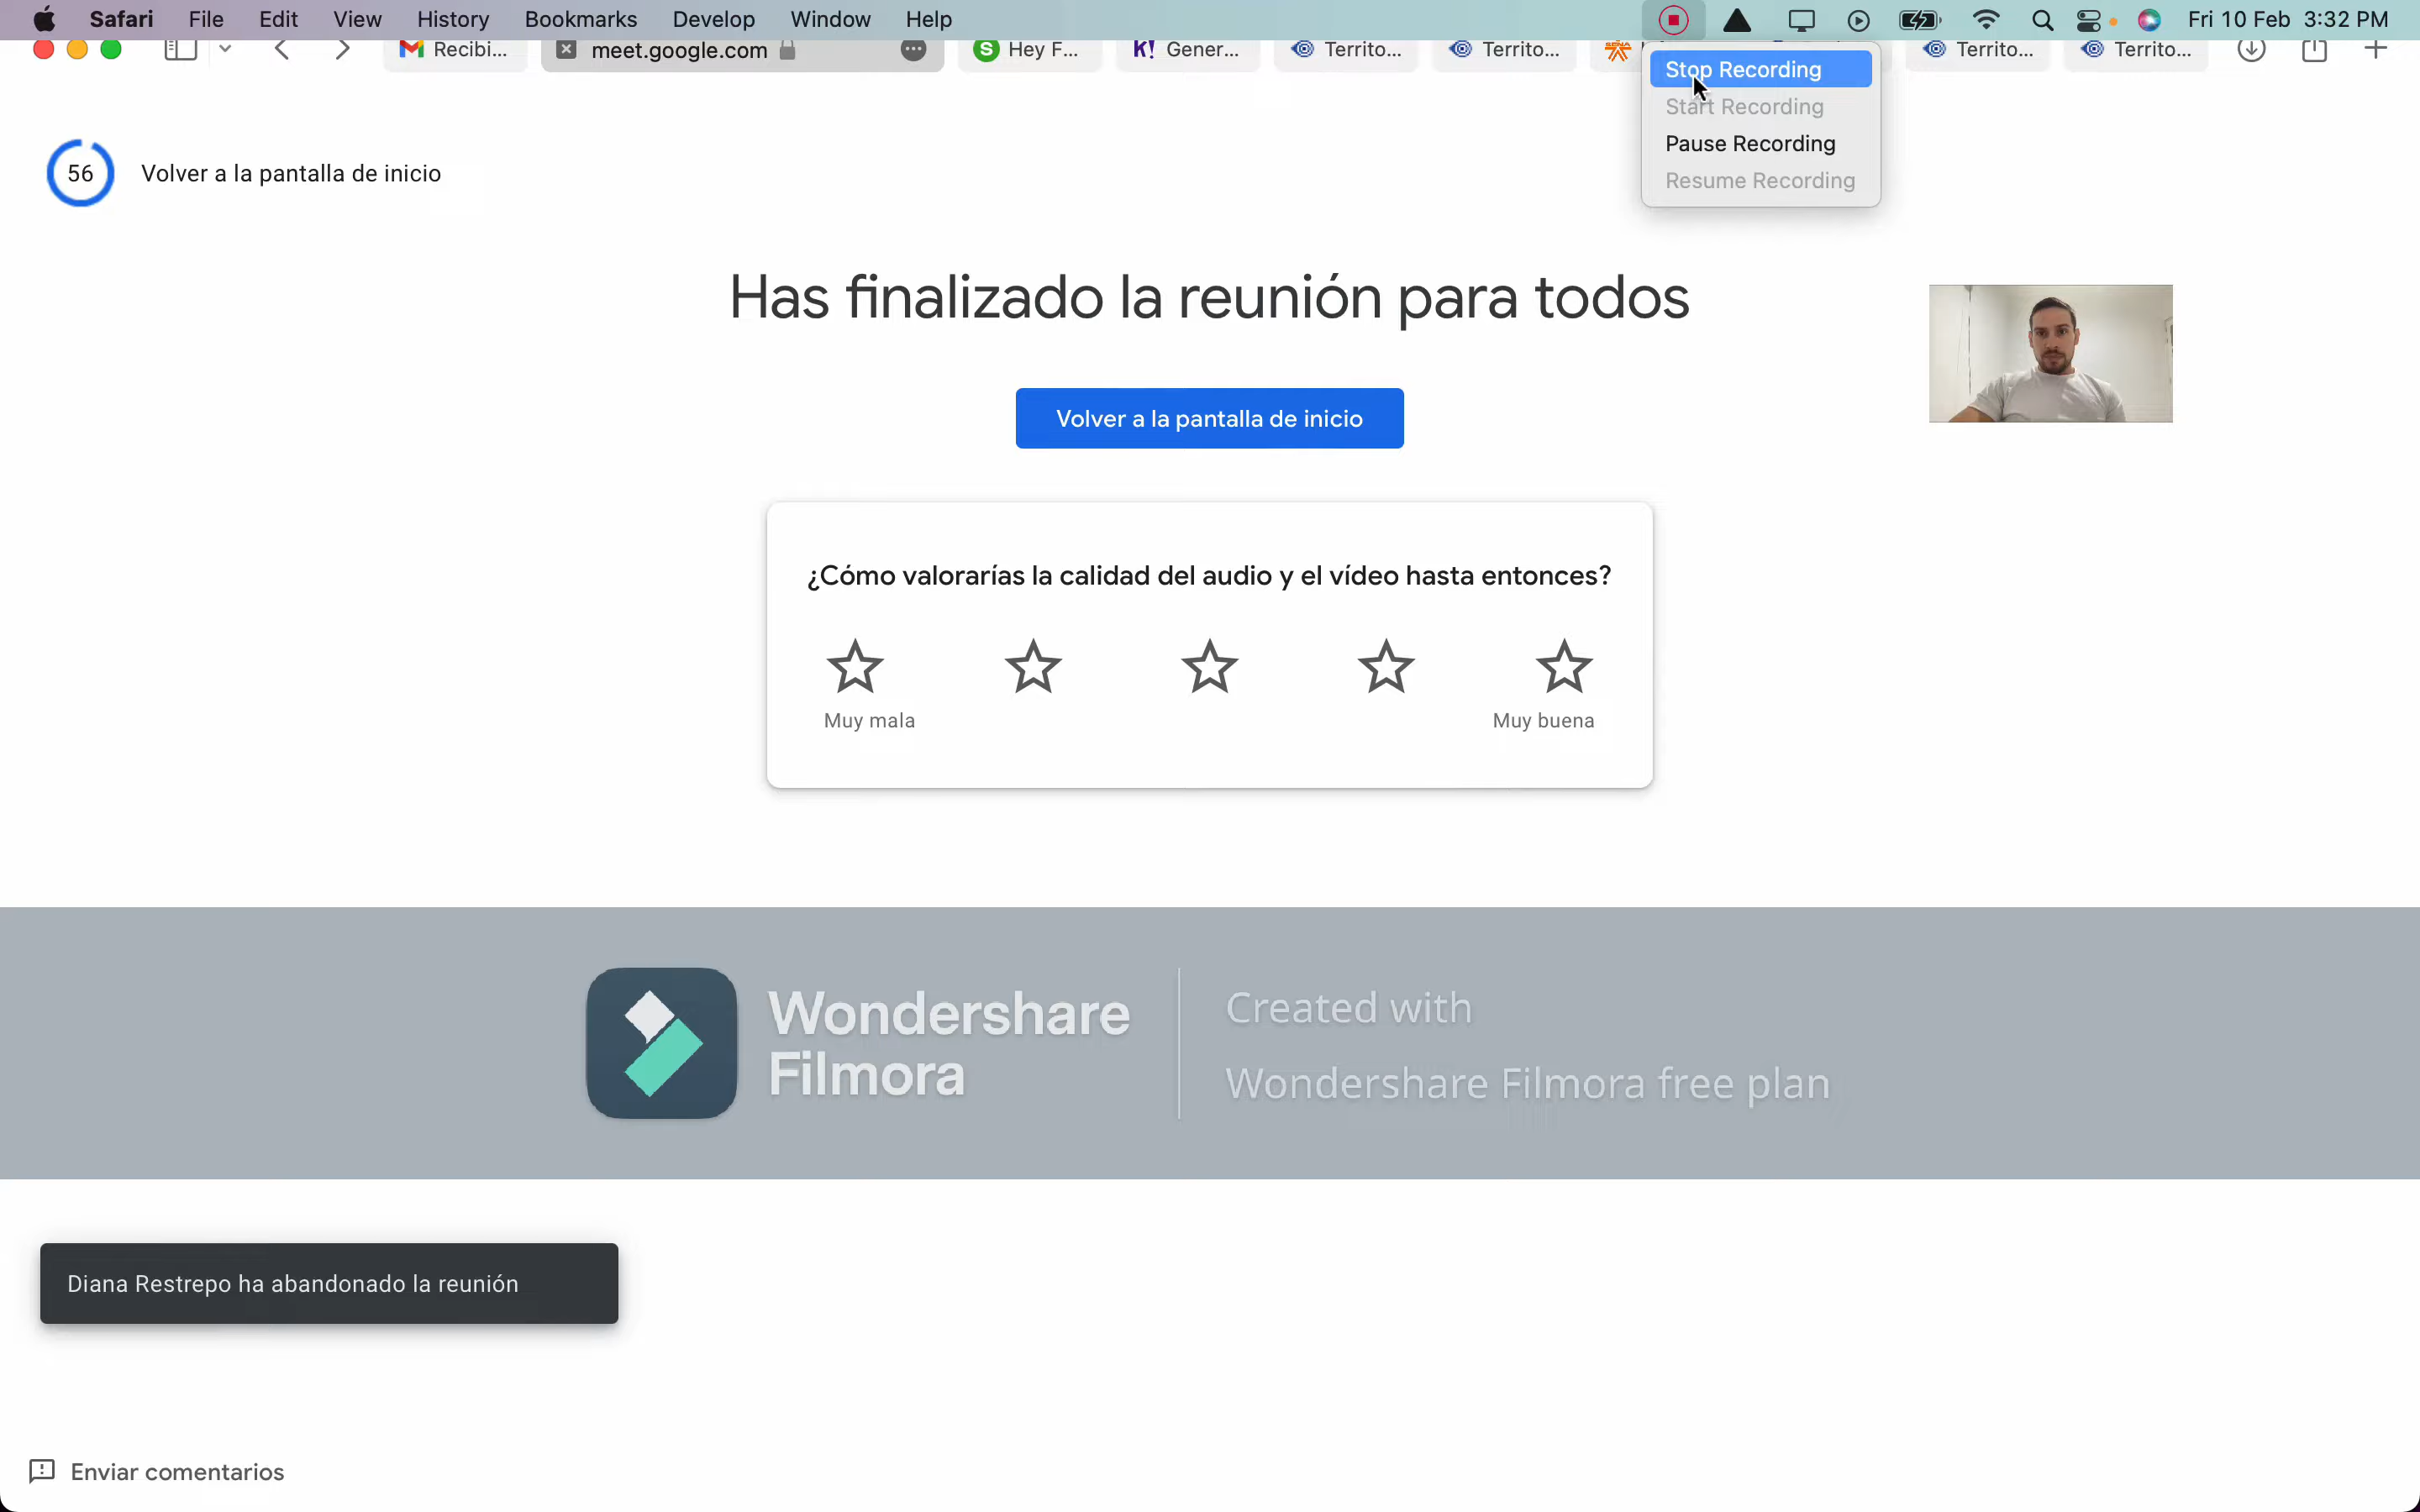 Safari File Edit View History Bookmarks Develop Window Help Fri 10 Feb 3:32 PM
Recibi... meet.google.com S Hey F... K! Gener... Territo... Territo... Territo... Territo...
Stop Recording
Start Recording
Pause Recording
Resume Recording
56 Volver a la pantalla de inicio
Has finalizado la reunión para todos
Volver a la pantalla de inicio
¿Cómo valorarías la calidad del audio y el vídeo hasta entonces?
Muy mala Muy buena
Wondershare
Filmora
Created with
Wondershare Filmora free plan
Diana Restrepo ha abandonado la reunión
Enviar comentarios